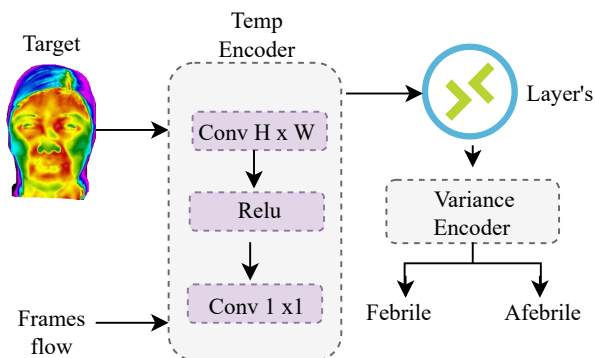 Target
Temp
Encoder
Conv H x W
Relu
Conv 1 x1
Frames
flow
Layer's
Variance
Encoder
Febrile
Afebrile